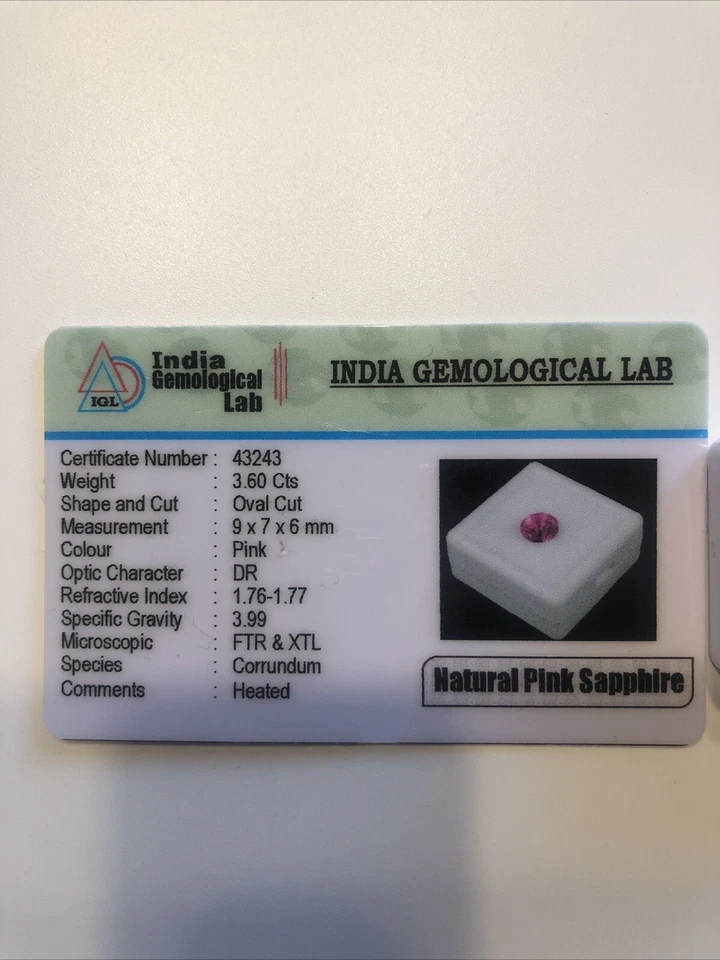 India
Gemological
Lab
IGL
INDIA GEMOLOGICAL LAB
Certificate Number : 43243
Weight : 3.60 Cts
Shape and Cut : Oval Cut
Measurement : 9 x 7 x 6 mm
Colour : Pink
Optic Character : DR
Refractive Index : 1.76-1.77
Specific Gravity : 3.99
Microscopic : FTR & XTL
Species : Corrundum
Comments : Heated
Natural Pink Sapphire